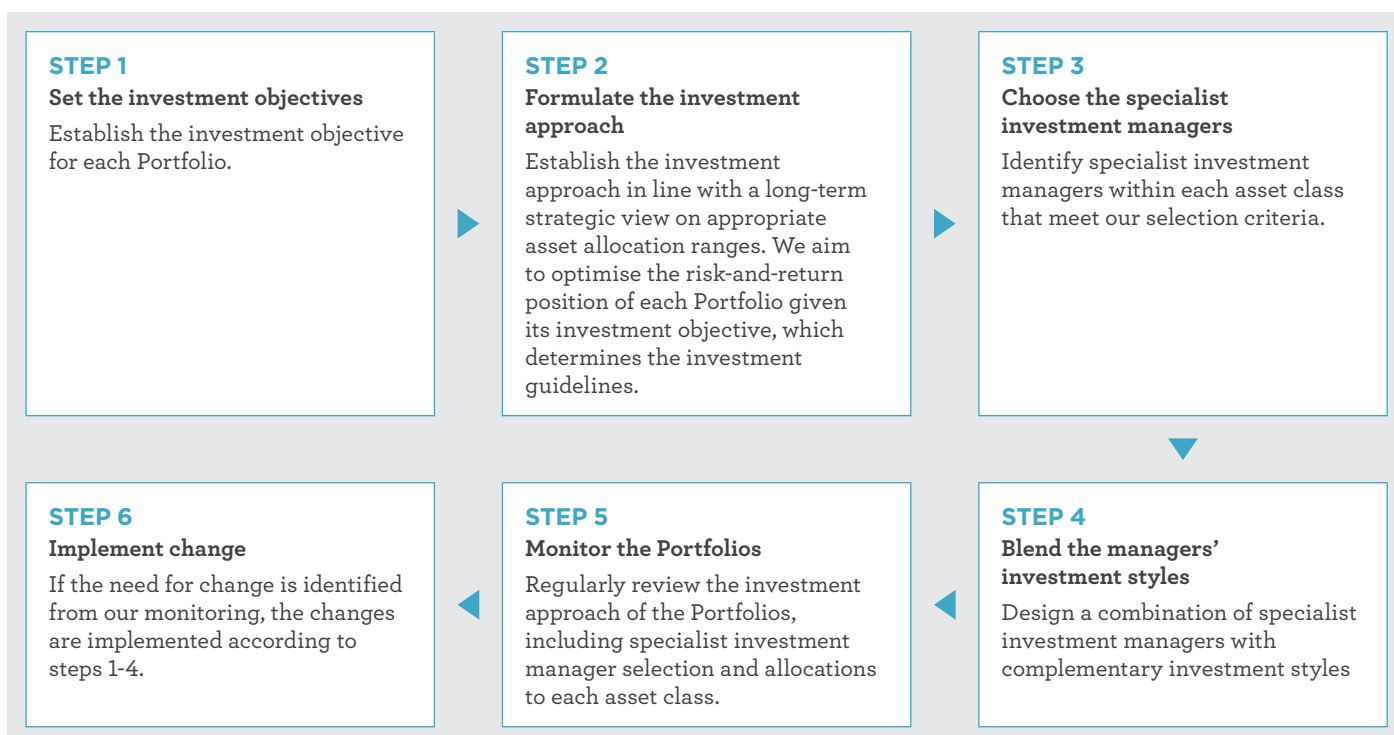 STEP 1
Set the investment objectives
Establish the investment objective
for each Portfolio.
STEP 2
Formulate the investment
approach
Establish the investment
approach in line with a long-term
strategic view on appropriate
asset allocation ranges. We aim
to optimise the risk-and-return
position of each Portfolio given
its investment objective, which
determines the investment
guidelines.
STEP 3
Choose the specialist
investment managers
Identify specialist investment
managers within each asset class
that meet our selection criteria.
STEP 4
Blend the managers’
investment styles
Design a combination of specialist
investment managers with
complementary investment styles
STEP 5
Monitor the Portfolios
Regularly review the investment
approach of the Portfolios,
including specialist investment
manager selection and allocations
to each asset class.
STEP 6
Implement change
If the need for change is identified
from our monitoring, the changes
are implemented according to
steps 1-4.